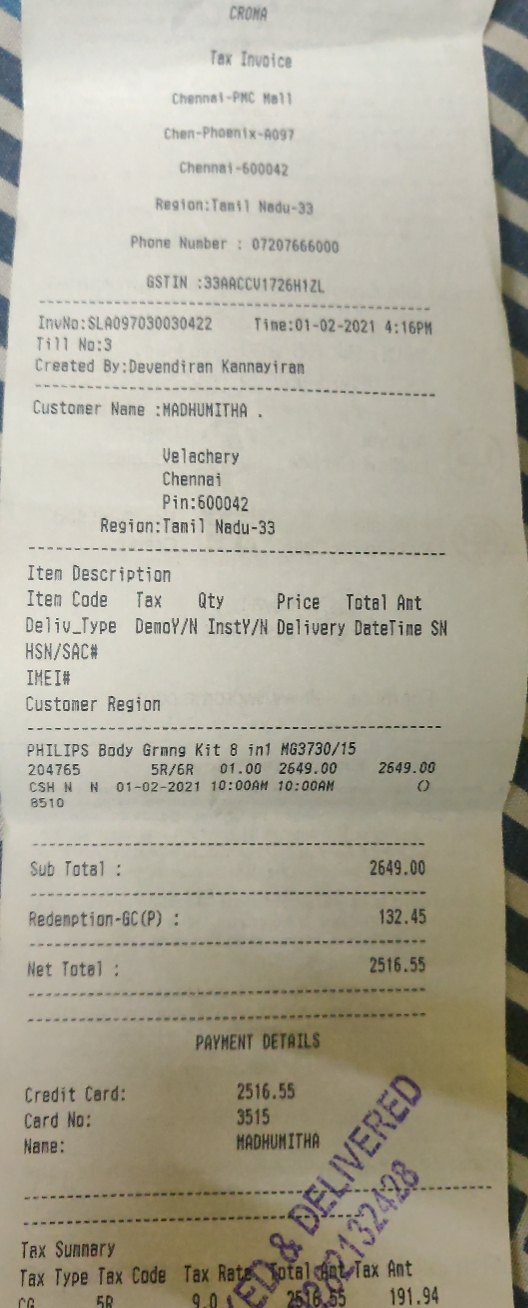 CROMA
Tax Invoice
Chennai-PMC Mall
Chen-Phoenix-A097
Chennai-600042
Region:Tamil Nadu-33
Phone Number : 07207666000
GSTIN :33AACCV1726H1ZL
InvNo:SLA097030030422 Time:01-02-2021 4:16PM
Till No:3
Created By:Devendiran Kannayiran
Customer Name :MADHUMITHA .
Velachery
Chennai
Pin:600042
Region:Tamil Nadu-33
Item Description
Item Code Tax Qty Price Total Amt
Deliv_Type DemoY/N InstY/N Delivery DateTime SN
HSN/SAC#
IMEI#
Customer Region
PHILIPS Body Grmng Kit 8 in1 MG3730/15
204765 5R/6R 01.00 2649.00 2649.00
CSH N N 01-02-2021 10:00AM 10:00AM ()
8510
Sub Total : 2649.00
Redemption-GC(P) : 132.45
Net Total : 2516.55
PAYMENT DETAILS
Credit Card: 2516.55
Card No: 3515
Name: MADHUMITHA
& DELIVERED
Tax Summary
Tax Type Tax Code Tax Rate Total Amt Tax Amt
CG 5R 9.0 2516.55 191.94